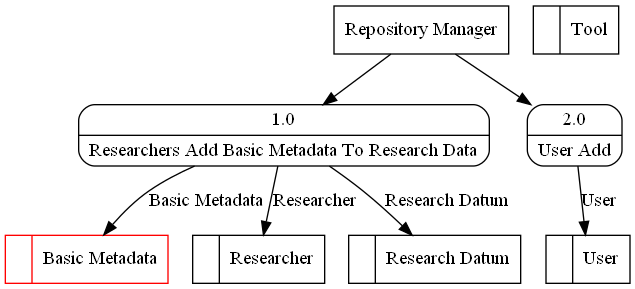 Repository Manager
Tool
1.0
Researchers Add Basic Metadata To Research Data
2.0
User Add
Basic Metadata
Researcher
Research Datum
User
Basic Metadata
Researcher
Research Datum
User